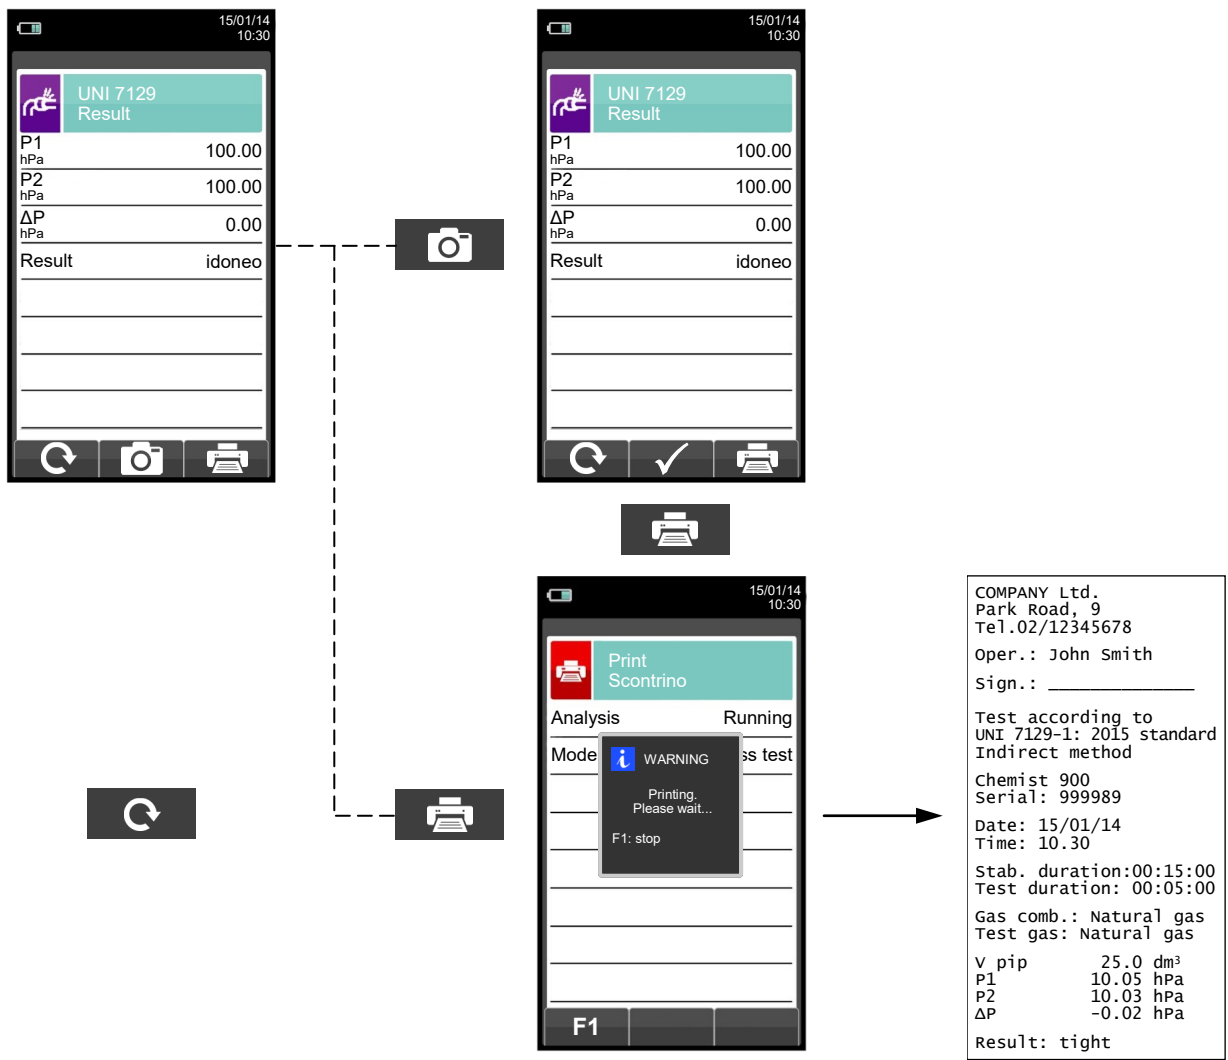 15/01/14
10:30
UNI 7129
Result
P1
hPa
100.00
P2
hPa
100.00
ΔP
hPa
0.00
Result idoneo
15/01/14
10:30
UNI 7129
Result
P1
hPa
100.00
P2
hPa
100.00
ΔP
hPa
0.00
Result idoneo
15/01/14
10:30
Print
Scontrino
Analysis Running
Mode ss test
WARNING
Printing.
Please wait...
F1: stop
F1
COMPANY Ltd.
Park Road, 9
Tel.02/12345678
Oper.: John Smith
Sign.: ______________
Test according to
UNI 7129-1: 2015 standard
Indirect method
Chemist 900
Serial: 999989
Date: 15/01/14
Time: 10.30
Stab. duration:00:15:00
Test duration: 00:05:00
Gas comb.: Natural gas
Test gas: Natural gas
V pip 25.0 dm³
P1 10.05 hPa
P2 10.03 hPa
ΔP -0.02 hPa
Result: tight